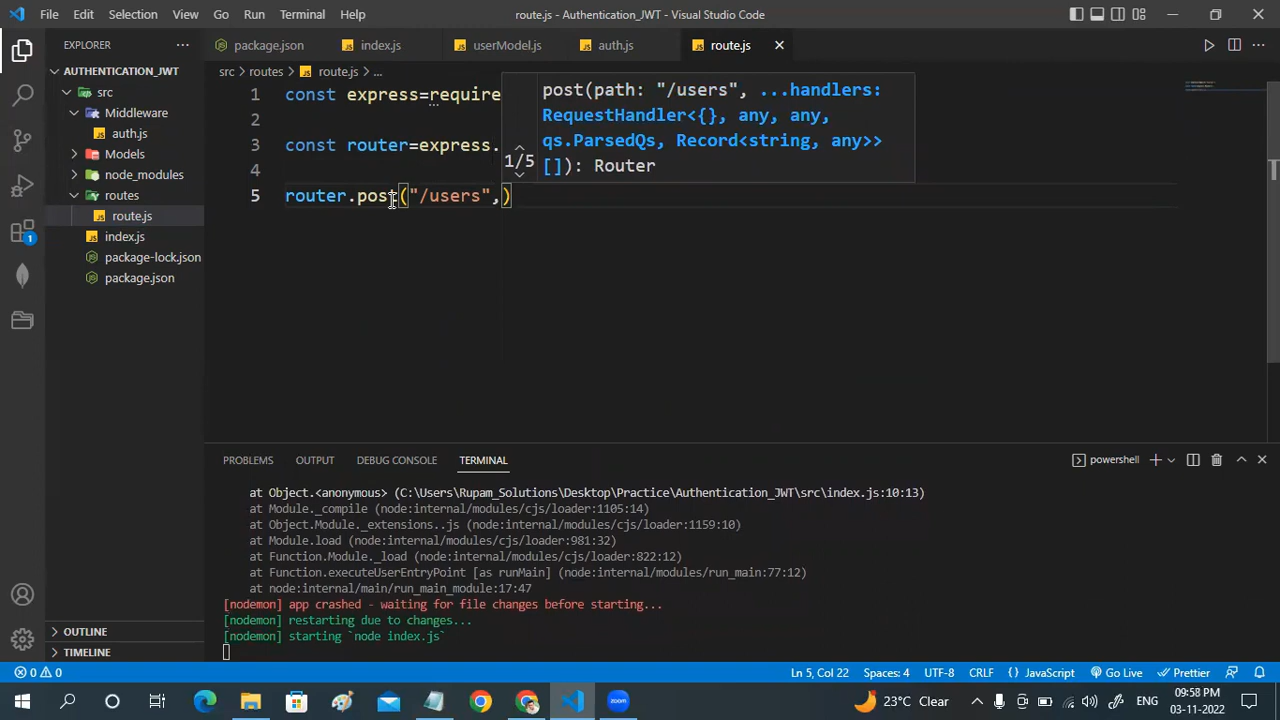 File Edit Selection View Go Run Terminal Help route.js - Authentication_JWT - Visual Studio Code
EXPLORER
package.json index.js userModel.js auth.js route.js
AUTHENTICATION_JWT
src
Middleware
auth.js
Models
node_modules
routes
route.js
index.js
package-lock.json
package.json
OUTLINE
TIMELINE
1
src > routes > route.js > ...
1 const express=require
2
3 const router=express.
4
5 router.post("/users",)
1/5
post(path: "/users", ...handlers:
RequestHandler<{}, any, any,
qs.ParsedQs, Record<string, any>>
[]): Router
PROBLEMS OUTPUT DEBUG CONSOLE TERMINAL powershell
at Object.<anonymous> (C:\Users\Rupam_Solutions\Desktop\Practice\Authentication_JWT\src\index.js:10:13)
at Module._compile (node:internal/modules/cjs/loader:1105:14)
at Object.Module._extensions..js (node:internal/modules/cjs/loader:1159:10)
at Module.load (node:internal/modules/cjs/loader:981:32)
at Function.Module._load (node:internal/modules/cjs/loader:822:12)
at Function.executeUserEntryPoint [as runMain] (node:internal/modules/run_main:77:12)
at node:internal/main/run_main_module:17:47
[nodemon] app crashed - waiting for file changes before starting...
[nodemon] restarting due to changes...
[nodemon] starting `node index.js`
0 0 Ln 5, Col 22 Spaces: 4 UTF-8 CRLF JavaScript Go Live Prettier
23°C Clear ENG 09:58 PM
03-11-2022